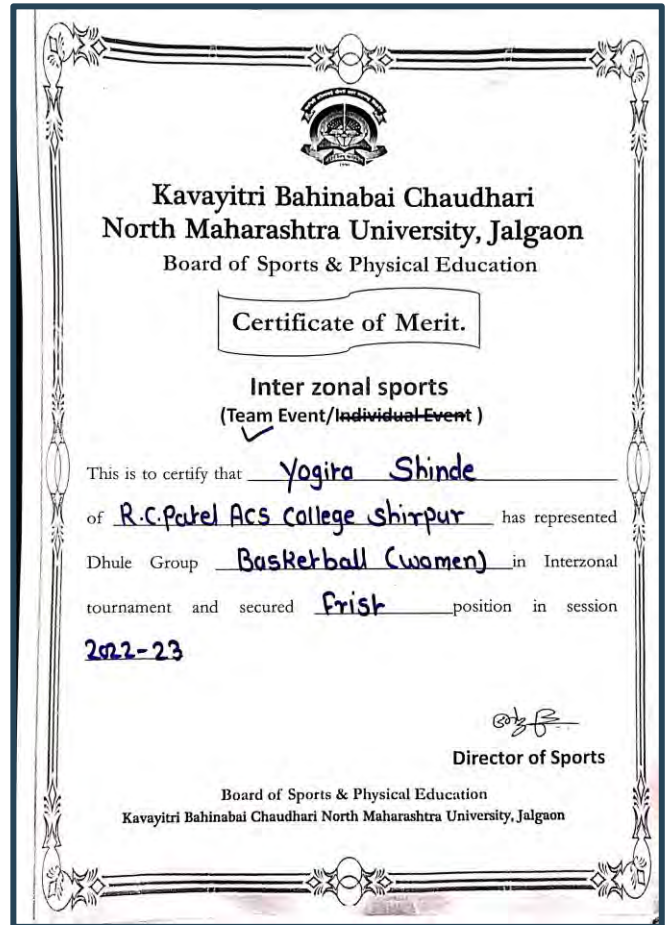 Kavayitri Bahinabai Chaudhari
North Maharashtra University, Jalgaon
Board of Sports & Physical Education
Certificate of Merit.
Inter zonal sports
(Team Event/Individual Event )
This is to certify that Yogita Shinde
of R.C.Patel ACS College Shirpur has represented
Dhule Group Basketball (women) in Interzonal
tournament and secured Frist position in session
2022-23
Director of Sports
Board of Sports & Physical Education
Kavayitri Bahinabai Chaudhari North Maharashtra University, Jalgaon